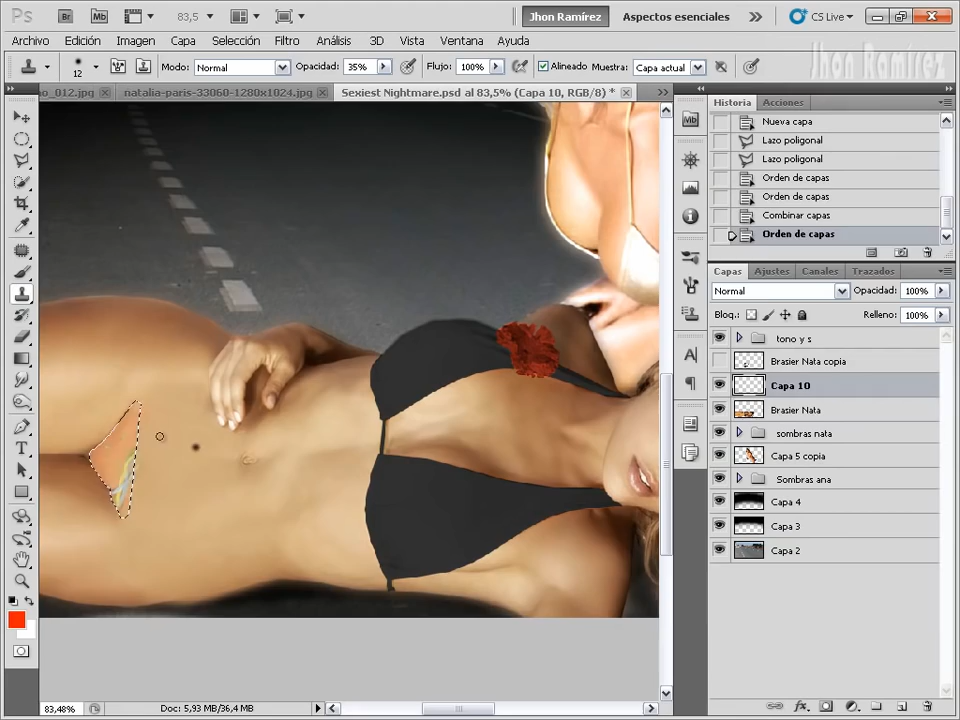 Ps Br Mb 83,5 Jhon Ramírez Aspectos esenciales CS Live
Archivo Edición Imagen Capa Selección Filtro Análisis 3D Vista Ventana Ayuda
12 Modo: Normal Opacidad: 35% Flujo: 100% Alineado Muestra: Capa actual
Jhon Ramírez
o_012.jpg natalia-paris-33060-1280x1024.jpg Sexiest Nightmare.psd al 83,5% (Capa 10, RGB/8) *
Historia Acciones
Mb
Nueva capa
Lazo poligonal
Lazo poligonal
Orden de capas
Orden de capas
Combinar capas
Orden de capas
Capas Ajustes Canales Trazados
Normal Opacidad: 100%
Bloq.: Relleno: 100%
tono y s
Brasier Nata copia
Capa 10
Brasier Nata
sombras nata
Capa 5 copia
Sombras ana
Capa 4
Capa 3
Capa 2
83,48% Doc: 5,93 MB/36,4 MB